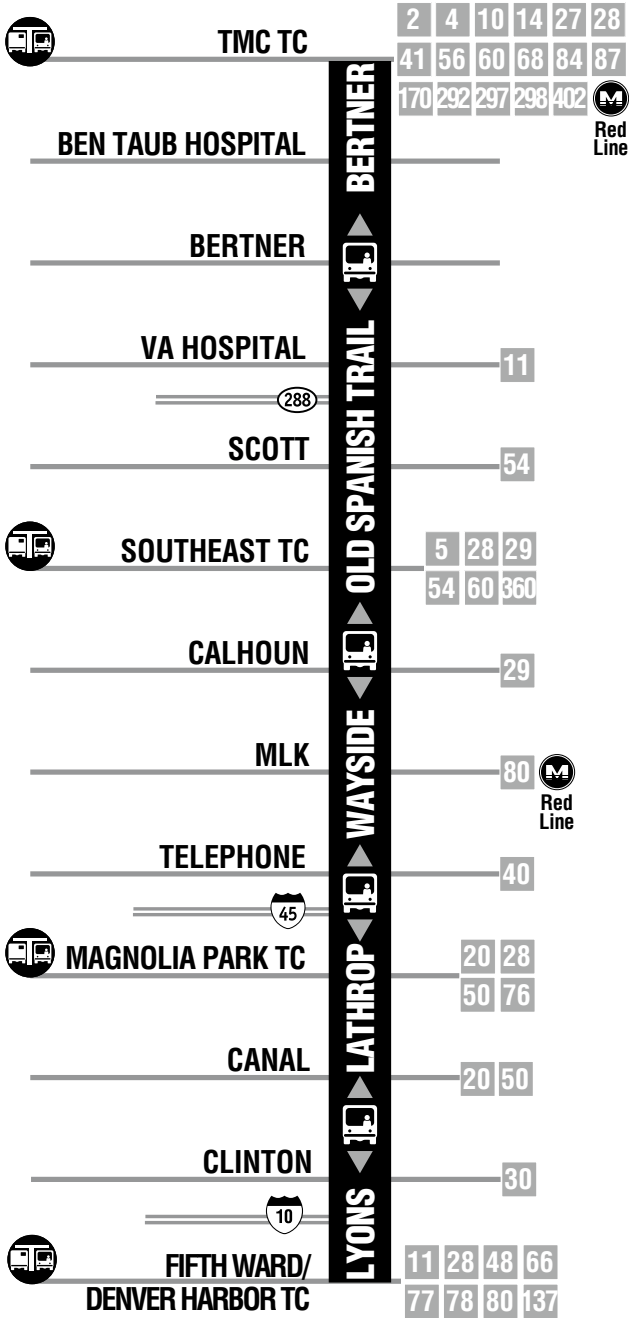 TMC TC
2 4 10 14 27 28
41 56 60 68 84 87
170 292 297 298 402 M
Red
Line
BERTNER
BEN TAUB HOSPITAL
BERTNER
VA HOSPITAL
11
288
OLD SPANISH TRAIL
SCOTT
54
SOUTHEAST TC
5 28 29
54 60 360
CALHOUN
29
WAYSIDE
MLK
80 M
Red
Line
TELEPHONE
40
45
MAGNOLIA PARK TC
20 28
50 76
LATHROP
CANAL
20 50
CLINTON
30
10
LYONS
FIFTH WARD/
DENVER HARBOR TC
11 28 48 66
77 78 80 137